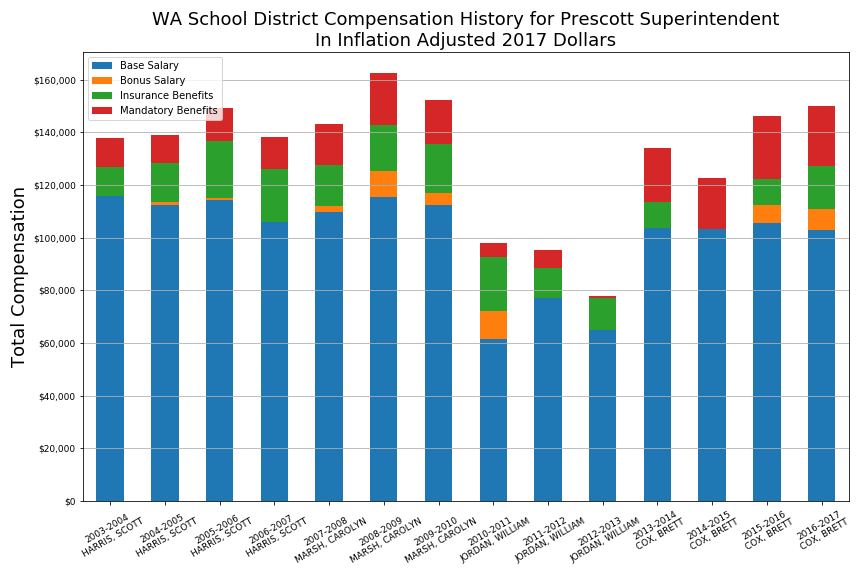 WA School District Compensation History for Prescott Superintendent
In Inflation Adjusted 2017 Dollars
Base Salary
Bonus Salary
Insurance Benefits
Mandatory Benefits
Total Compensation
$160,000
$140,000
$120,000
$100,000
$80,000
$60,000
$40,000
$20,000
$0
2003-2004
HARRIS, SCOTT
2004-2005
HARRIS, SCOTT
2005-2006
HARRIS, SCOTT
2006-2007
HARRIS, SCOTT
2007-2008
MARSH, CAROLYN
2008-2009
MARSH, CAROLYN
2009-2010
MARSH, CAROLYN
2010-2011
JORDAN, WILLIAM
2011-2012
JORDAN, WILLIAM
2012-2013
JORDAN, WILLIAM
2013-2014
COX, BRETT
2014-2015
COX, BRETT
2015-2016
COX, BRETT
2016-2017
COX, BRETT